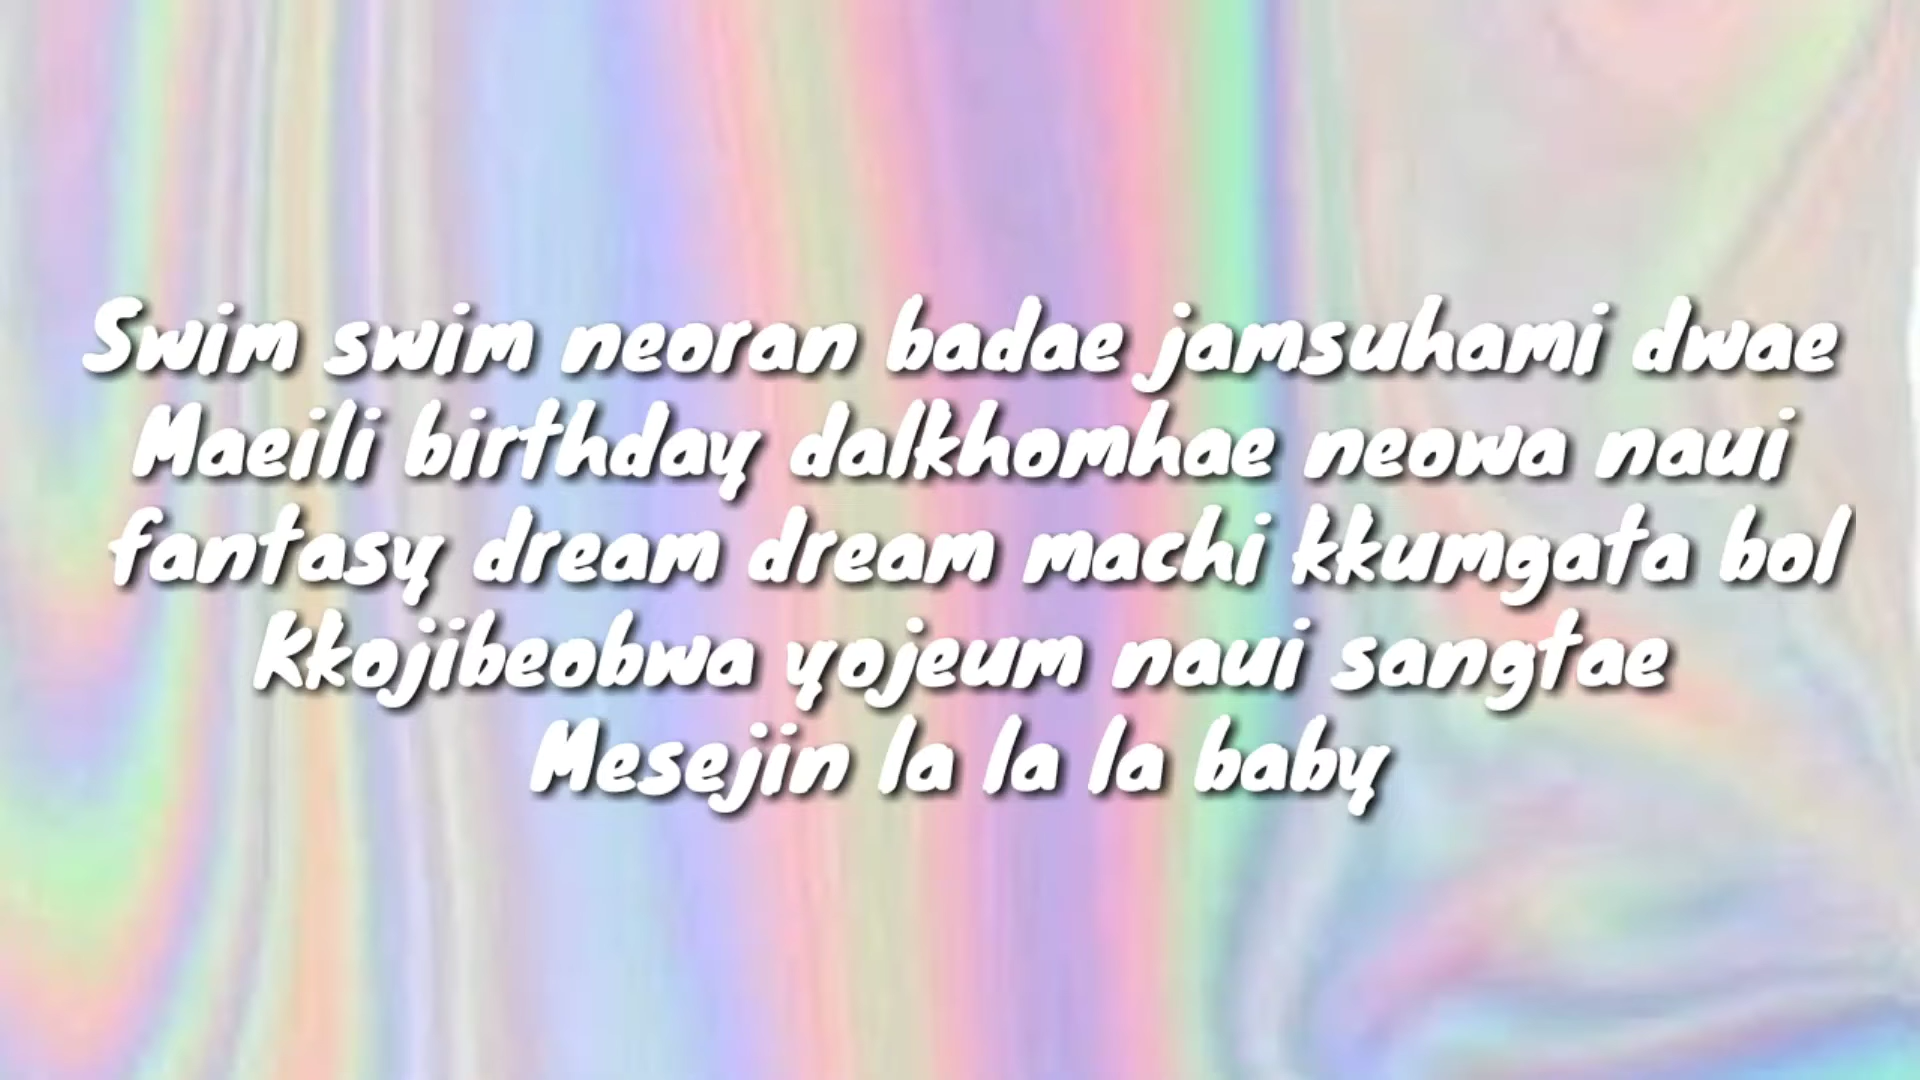 Swim swim neoran badae jamsuhami dwae
Maeili birthday dalkhomhae neowa naui
fantasy dream dream machi kkumgata bol
Kkojibeobwa yojeum naui sangtae
Mesejin la la la baby